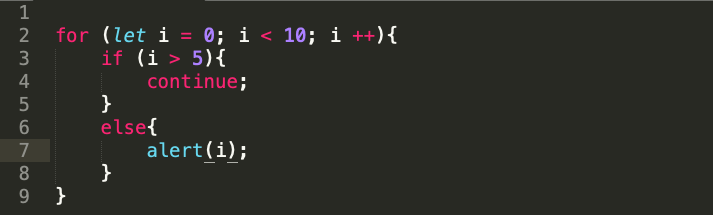 1
2 for (let i = 0; i < 10; i ++){
3     if (i > 5){
4         continue;
5     }
6     else{
7         alert(i);
8     }
9 }